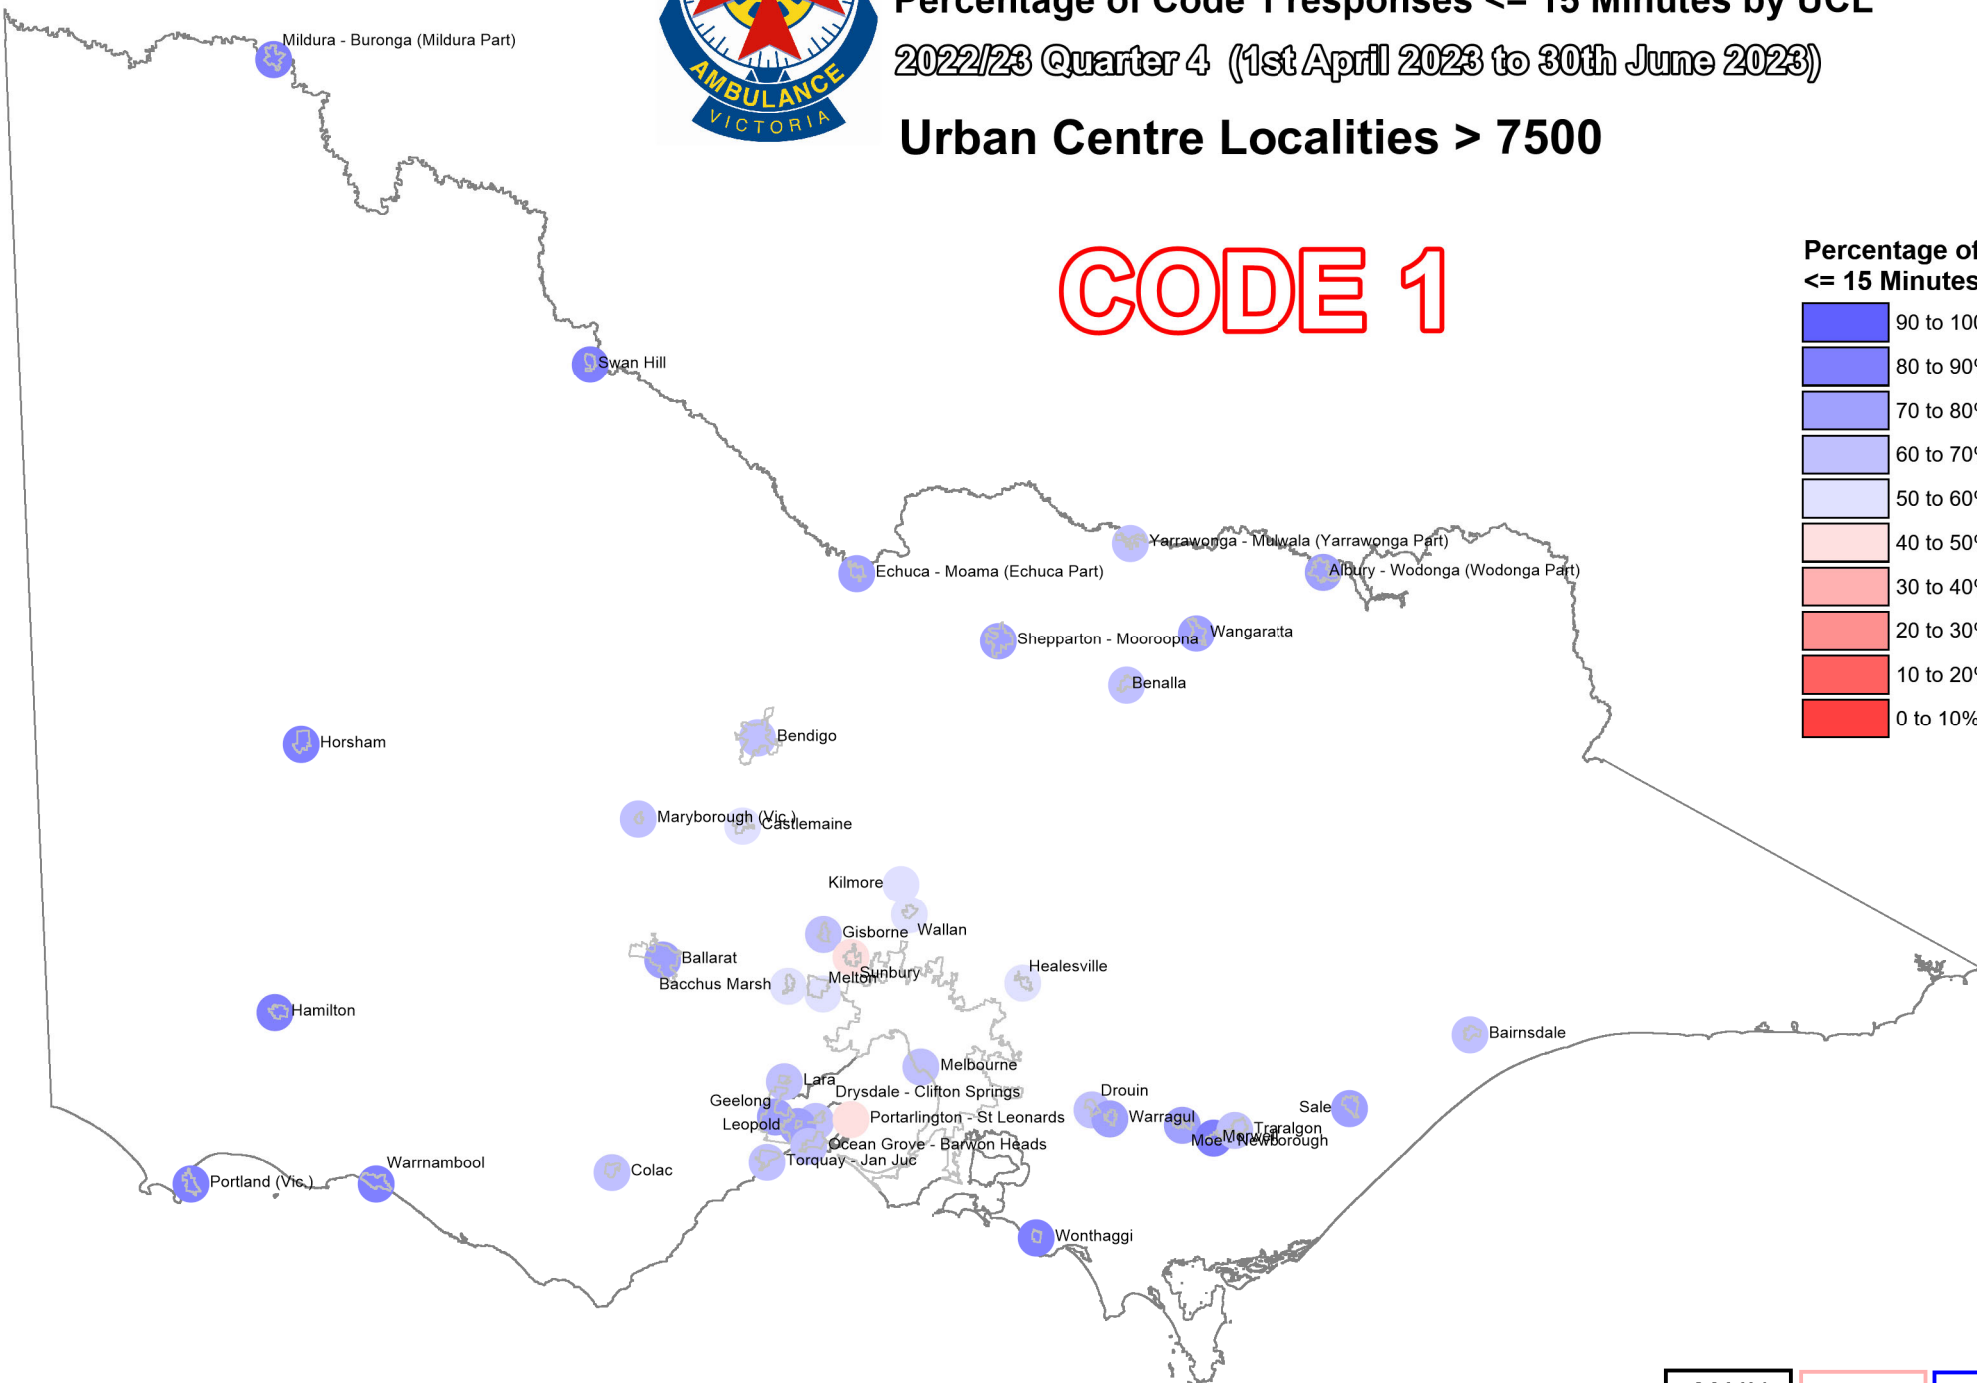 Percentage of Code 1 responses <= 15 Minutes by UCL
2022/23 Quarter 4 (1st April 2023 to 30th June 2023)
Urban Centre Localities > 7500
AMBULANCE
VICTORIA
CODE 1
Percentage of
<= 15 Minutes
90 to 100
80 to 90%
70 to 80%
60 to 70%
50 to 60%
40 to 50%
30 to 40%
20 to 30%
10 to 20%
0 to 10%
Mildura - Buronga (Mildura Part)
Swan Hill
Yarrawonga - Mulwala (Yarrawonga Part)
Echuca - Moama (Echuca Part)
Albury - Wodonga (Wodonga Part)
Shepparton - Mooroopna
Wangaratta
Benalla
Horsham
Bendigo
Maryborough (Vic.)
Castlemaine
Kilmore
Wallan
Gisborne
Ballarat
Sunbury
Bacchus Marsh
Melton
Healesville
Hamilton
Bairnsdale
Melbourne
Lara
Drysdale - Clifton Springs
Geelong
Portarlington - St Leonards
Leopold
Ocean Grove - Barwon Heads
Torquay - Jan Juc
Drouin
Warragul
Sale
Traralgon
Morwell
Moe - Newborough
Colac
Warrnambool
Portland (Vic.)
Wonthaggi